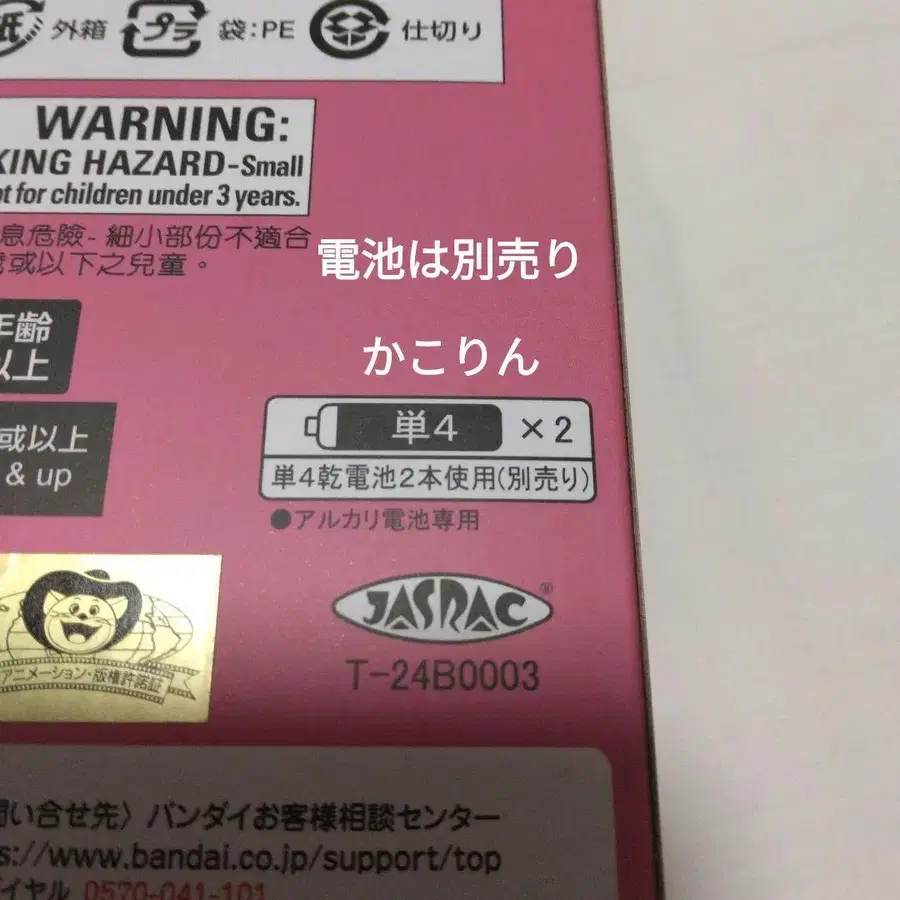 紙 外箱 プラ 袋:PE 仕切り
WARNING:
KING HAZARD-Small
ot for children under 3 years.
息危險-細小部份不適合
歲或以下之兒童。
電池は別売り
かこりん
年齢
以上
或以上
& up
単4 ×2
単4乾電池2本使用(別売り)
●アルカリ電池専用
アニメーション・版権許諾証
JASRAC®
T-24B0003
問い合せ先〉バンダイお客様相談センター
s://www.bandai.co.jp/support/top
ダイヤル 0570-041-101